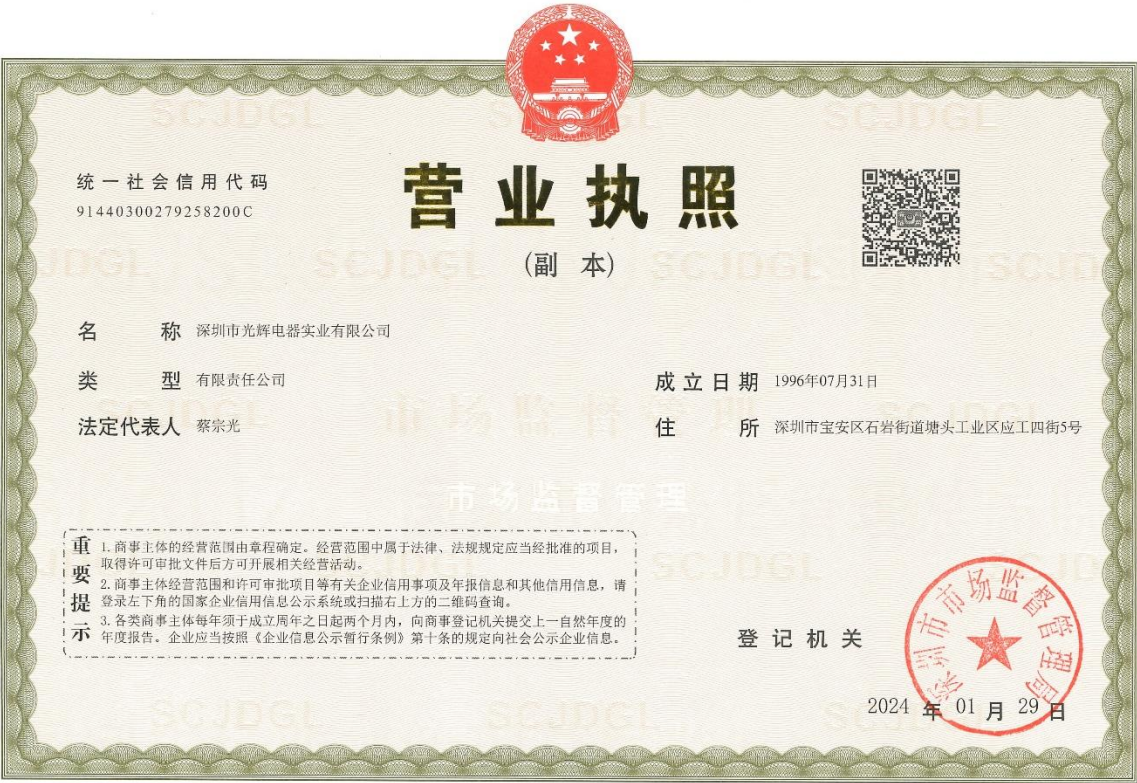 统一社会信用代码
91440300279258200C
营业执照
(副 本)
名 称 深圳市光辉电器实业有限公司
类 型 有限责任公司
法定代表人 蔡宗光
成立日期 1996年07月31日
住 所 深圳市宝安区石岩街道塘头工业区应工四街5号
市场监督管理
重要提示
1.商事主体的经营范围由章程确定。经营范围中属于法律、法规规定应当经批准的项目，
取得许可审批文件后方可开展相关经营活动。
2.商事主体经营范围和许可审批项目等有关企业信用事项及年报信息和其他信用信息，请
登录左下角的国家企业信用信息公示系统或扫描右上方的二维码查询。
3.各类商事主体每年须于成立周年之日起两个月内，向商事登记机关提交上一自然年度的
年度报告。企业应当按照《企业信息公示暂行条例》第十条的规定向社会公示企业信息。
登记机关
深圳市市场监督管理局
2024 年 01 月 29 日
SCJDGL